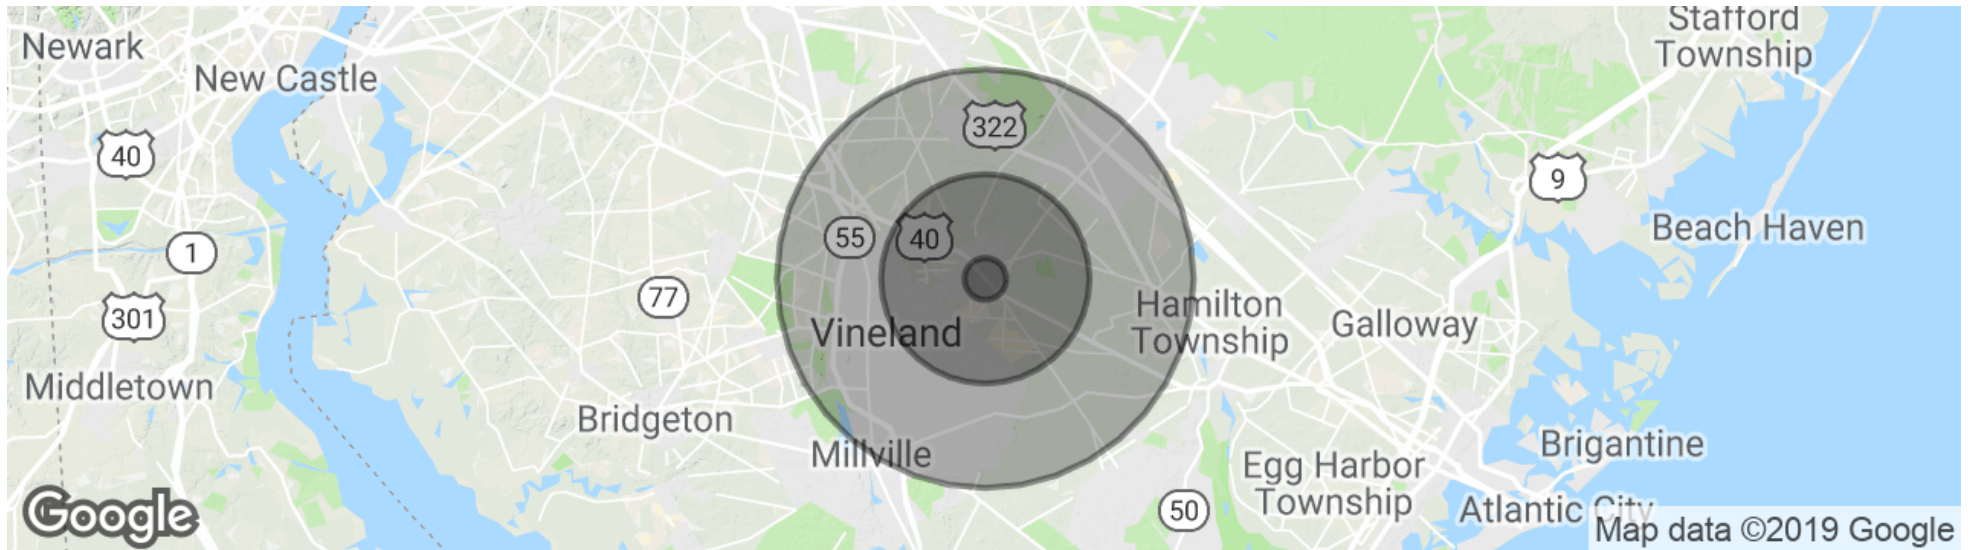 Stafford
Township
Newark
New Castle
322
40
9
Beach Haven
55
40
1
77
301
Hamilton
Township
Galloway
Vineland
Middletown
Bridgeton
Millville
Brigantine
Egg Harbor
Township
50
Atlantic City
Google
Map data ©2019 Google